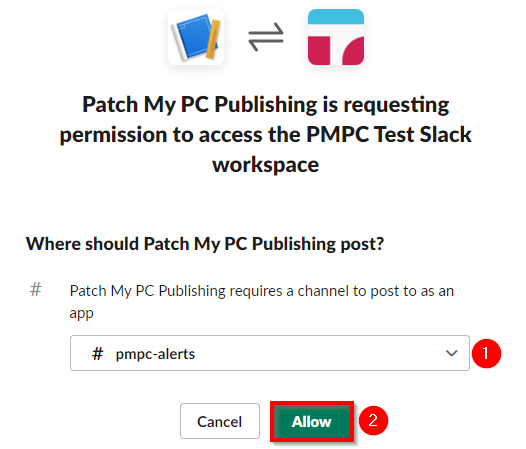 Patch My PC Publishing is requesting
permission to access the PMPC Test Slack
workspace
Where should Patch My PC Publishing post?
# Patch My PC Publishing requires a channel to post to as an
app
# pmpc-alerts 1
Cancel Allow 2